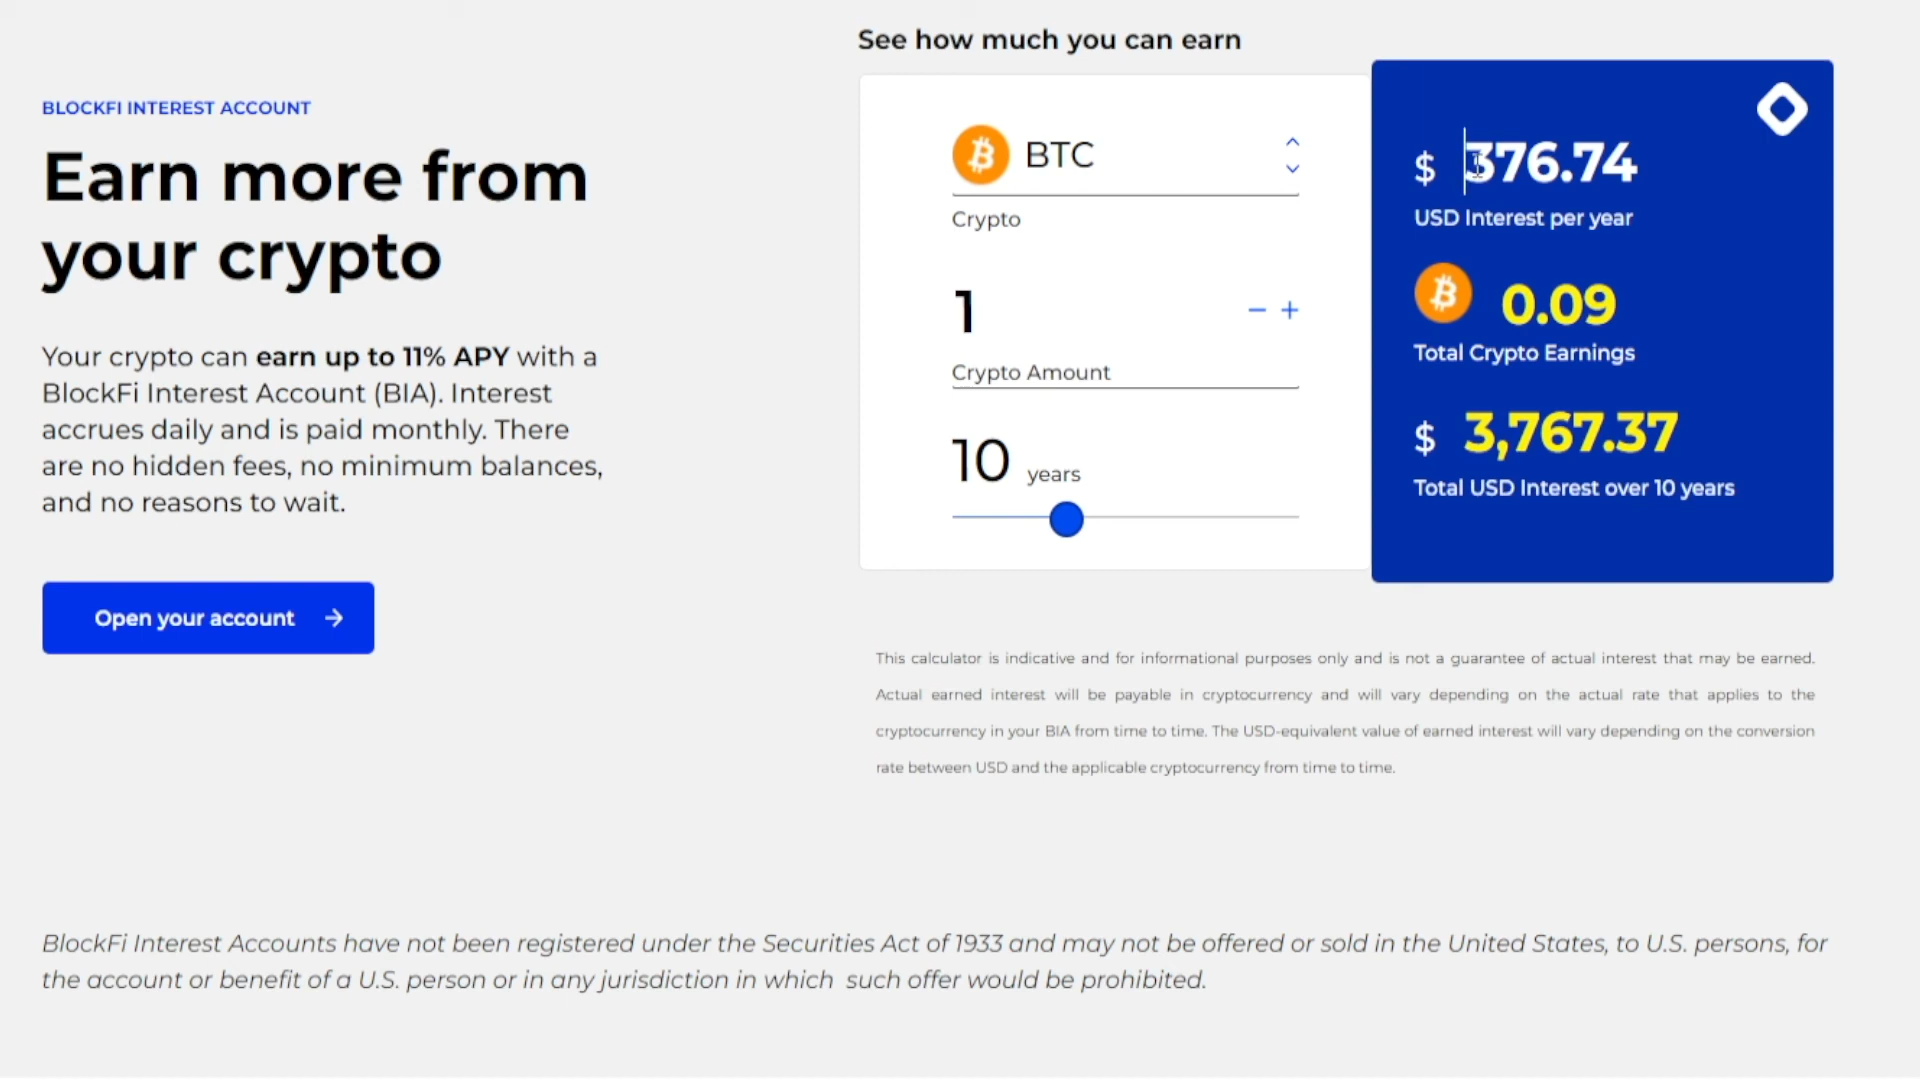 BLOCKFI INTEREST ACCOUNT
Earn more from
your crypto
Your crypto can earn up to 11% APY with a
BlockFi Interest Account (BIA). Interest
accrues daily and is paid monthly. There
are no hidden fees, no minimum balances,
and no reasons to wait.
Open your account
See how much you can earn
BTC
Crypto
1
Crypto Amount
10 years
$ 376.74
USD Interest per year
0.09
Total Crypto Earnings
$ 3,767.37
Total USD Interest over 10 years
This calculator is indicative and for informational purposes only and is not a guarantee of actual interest that may be earned.
Actual earned interest will be payable in cryptocurrency and will vary depending on the actual rate that applies to the
cryptocurrency in your BIA from time to time. The USD-equivalent value of earned interest will vary depending on the conversion
rate between USD and the applicable cryptocurrency from time to time.
BlockFi Interest Accounts have not been registered under the Securities Act of 1933 and may not be offered or sold in the United States, to U.S. persons, for
the account or benefit of a U.S. person or in any jurisdiction in which such offer would be prohibited.